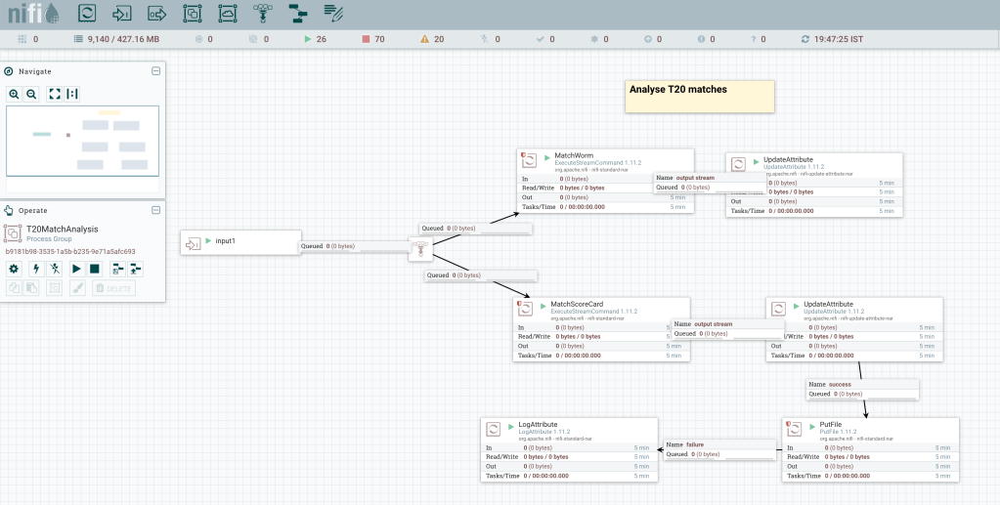 nifi
0 9,140 / 427.16 MB 0 0 26 70 20 0 0 0 0 0 0 19:47:25 IST
Navigate
Operate
T20MatchAnalysis
Process Group
b9181b98-3535-1a5b-b235-9e71a5afc693
DELETE
Analyse T20 matches
input1
Queued 0 (0 bytes)
Queued 0 (0 bytes)
Queued 0 (0 bytes)
MatchWorm
ExecuteStreamCommand 1.11.2
org.apache.nifi - nifi-standard-nar
In 0 (0 bytes)
Read/Write 0 bytes / 0 bytes
Out 0 (0 bytes) 5 min
Tasks/Time 0 / 00:00:00.000 5 min
Name output stream
Queued 0 (0 bytes)
UpdateAttribute
UpdateAttribute 1.11.2
org.apache.nifi - nifi-update-attribute-nar
0 (0 bytes) 5 min
0 bytes / 0 bytes 5 min
Out 0 (0 bytes) 5 min
Tasks/Time 0 / 00:00:00.000 5 min
MatchScoreCard
ExecuteStreamCommand 1.11.2
org.apache.nifi - nifi-standard-nar
In 0 (0 bytes) 5
Read/Write 0 bytes / 0 bytes 5
Out 0 (0 bytes) 5 min
Tasks/Time 0 / 00:00:00.000 5 min
Name output stream
Queued 0 (0 bytes)
UpdateAttribute
UpdateAttribute 1.11.2
org.apache.nifi - nifi-update-attribute-nar
0 (0 bytes) 5 min
Read/Write 0 bytes / 0 bytes 5 min
Out 0 (0 bytes) 5 min
Tasks/Time 0 / 00:00:00.000 5 min
Name success
Queued 0 (0 bytes)
LogAttribute
LogAttribute 1.11.2
org.apache.nifi - nifi-standard-nar
In 0 (0 bytes) 5 min
Read/Write 0 bytes / 0 bytes 5 min
Out 0 (0 bytes) 5 min
Tasks/Time 0 / 00:00:00.000 5 min
Name failure
Queued 0 (0 bytes)
PutFile
PutFile 1.11.2
org.apache.nifi - nifi-standard-nar
In 0 (0 bytes) 5 min
Read/Write 0 bytes / 0 bytes 5 min
Out 0 (0 bytes) 5 min
Tasks/Time 0 / 00:00:00.000 5 min